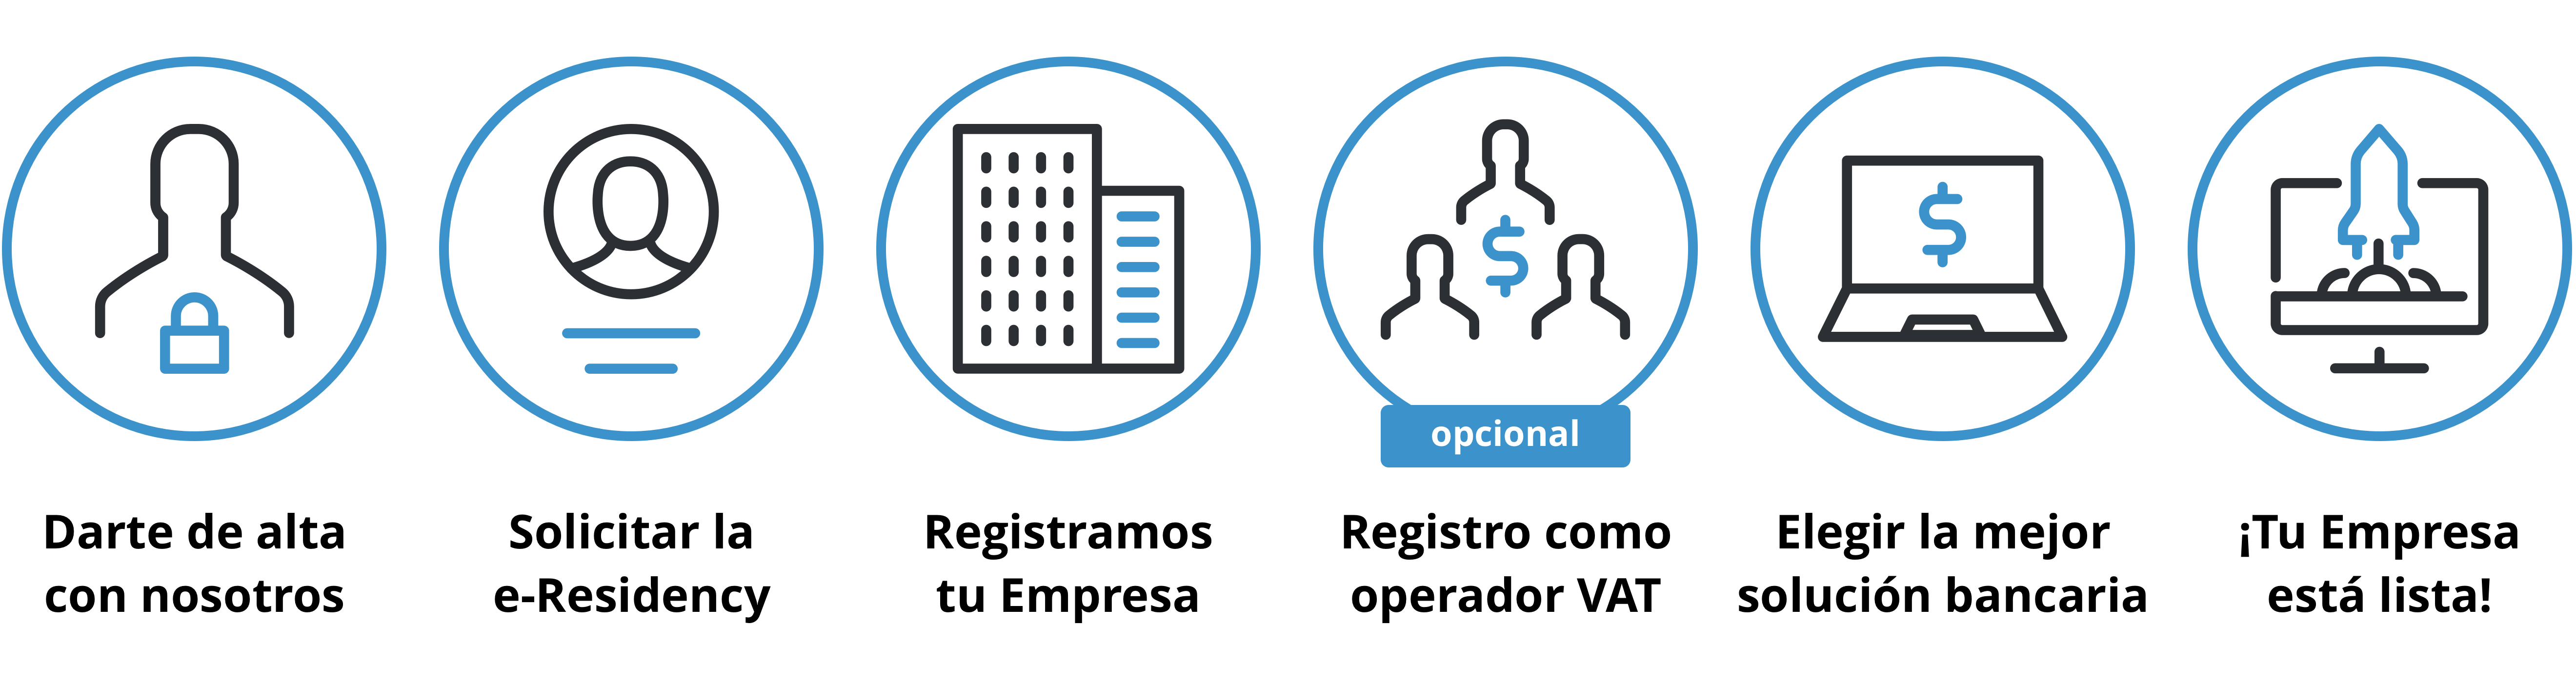 Darte de alta
con nosotros
Solicitar la
e-Residency
Registramos
tu Empresa
opcional
Registro como
operador VAT
Elegir la mejor
solución bancaria
¡Tu Empresa
está lista!